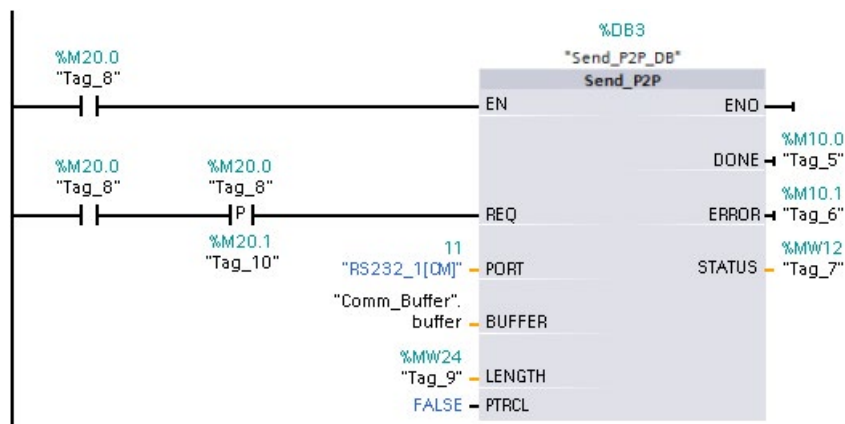 %DB3
"Send_P2P_DB"
Send_P2P
%M20.0
"Tag_8"
EN
ENO
%M10.0
DONE
"Tag_5"
%M20.0
"Tag_8"
%M20.0
"Tag_8"
P
%M20.1
"Tag_10"
REQ
%M10.1
ERROR
"Tag_6"
11
"RS232_1[CM]"
PORT
%MW12
STATUS
"Tag_7"
"Comm_Buffer".
buffer
BUFFER
%MW24
"Tag_9"
LENGTH
FALSE
PTRCL